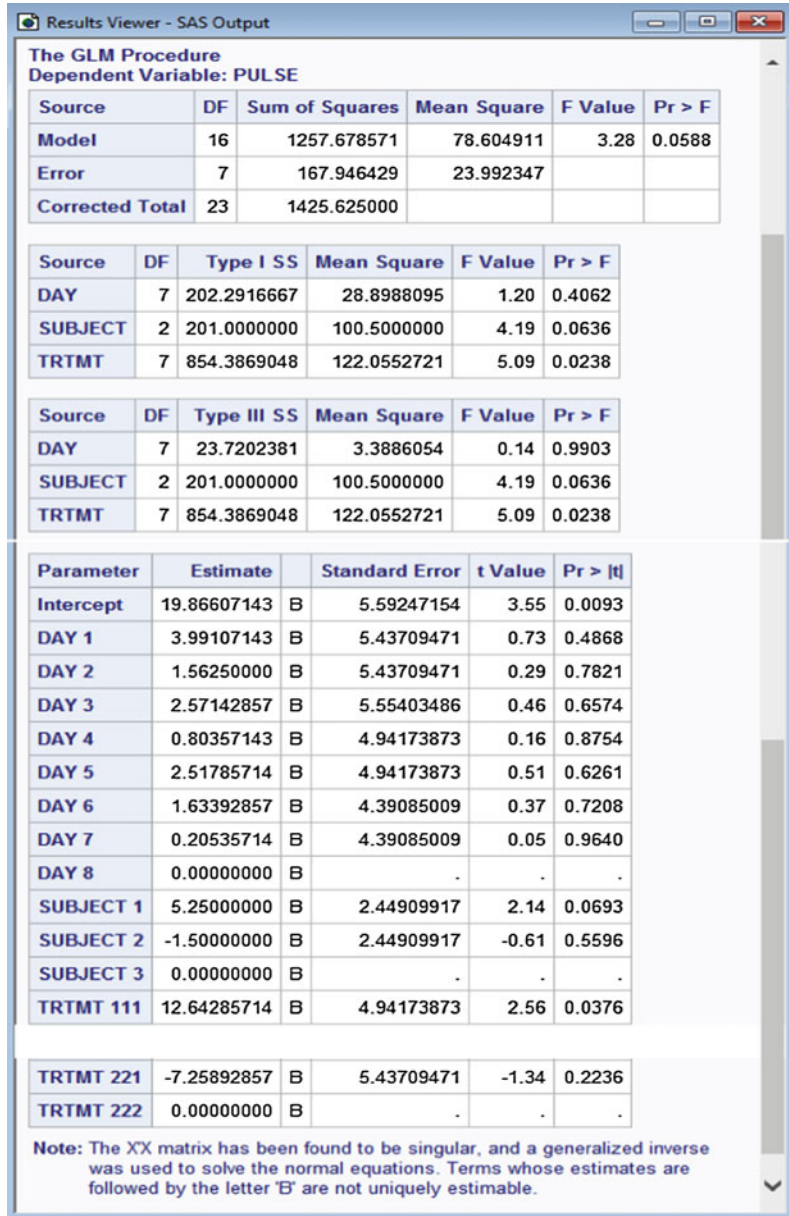 Results Viewer - SAS Output
The GLM Procedure
Dependent Variable: PULSE
Source DF Sum of Squares Mean Square F Value Pr > F
Model 16 1257.678571 78.604911 3.28 0.0588
Error 7 167.946429 23.992347
Corrected Total 23 1425.625000
Source DF Type I SS Mean Square F Value Pr > F
DAY 7 202.2916667 28.8988095 1.20 0.4062
SUBJECT 2 201.0000000 100.5000000 4.19 0.0636
TRTMT 7 854.3869048 122.0552721 5.09 0.0238
Source DF Type III SS Mean Square F Value Pr > F
DAY 7 23.7202381 3.3886054 0.14 0.9903
SUBJECT 2 201.0000000 100.5000000 4.19 0.0636
TRTMT 7 854.3869048 122.0552721 5.09 0.0238
Parameter Estimate Standard Error t Value Pr > |t|
Intercept 19.86607143 B 5.59247154 3.55 0.0093
DAY 1 3.99107143 B 5.43709471 0.73 0.4868
DAY 2 1.56250000 B 5.43709471 0.29 0.7821
DAY 3 2.57142857 B 5.55403486 0.46 0.6574
DAY 4 0.80357143 B 4.94173873 0.16 0.8754
DAY 5 2.51785714 B 4.94173873 0.51 0.6261
DAY 6 1.63392857 B 4.39085009 0.37 0.7208
DAY 7 0.20535714 B 4.39085009 0.05 0.9640
DAY 8 0.00000000 B . . .
SUBJECT 1 5.25000000 B 2.44909917 2.14 0.0693
SUBJECT 2 -1.50000000 B 2.44909917 -0.61 0.5596
SUBJECT 3 0.00000000 B . . .
TRTMT 111 12.64285714 B 4.94173873 2.56 0.0376
TRTMT 221 -7.25892857 B 5.43709471 -1.34 0.2236
TRTMT 222 0.00000000 B . . .
Note: The X'X matrix has been found to be singular, and a generalized inverse
was used to solve the normal equations. Terms whose estimates are
followed by the letter 'B' are not uniquely estimable.